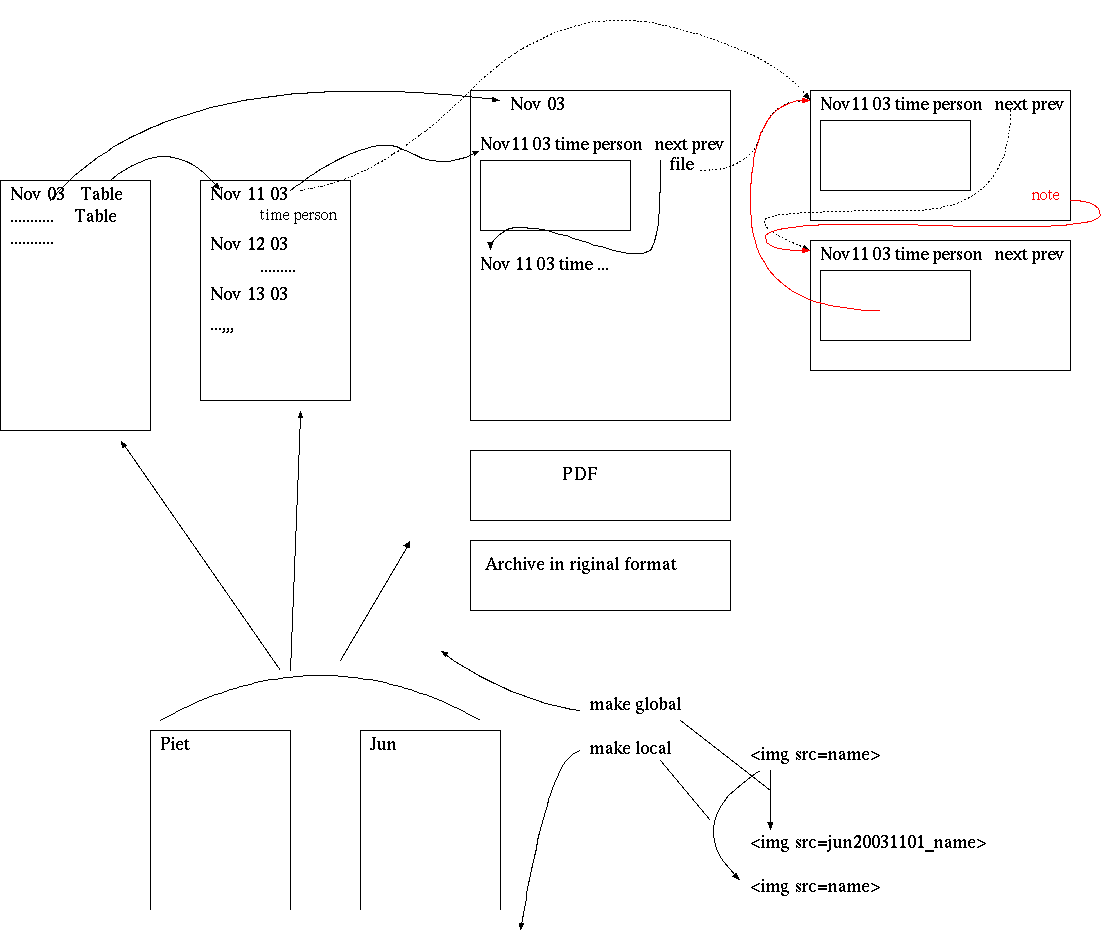 Nov 03 Table
........... Table
...........
Nov 11 03
time person
Nov 12 03
.........
Nov 13 03
...,,,
Nov 03
Nov11 03 time person next prev
file
Nov 11 03 time ...
Nov11 03 time person next prev
note
Nov11 03 time person next prev
PDF
Archive in riginal format
Piet
Jun
make global
make local
<img src=name>
<img src=jun20031101_name>
<img src=name>